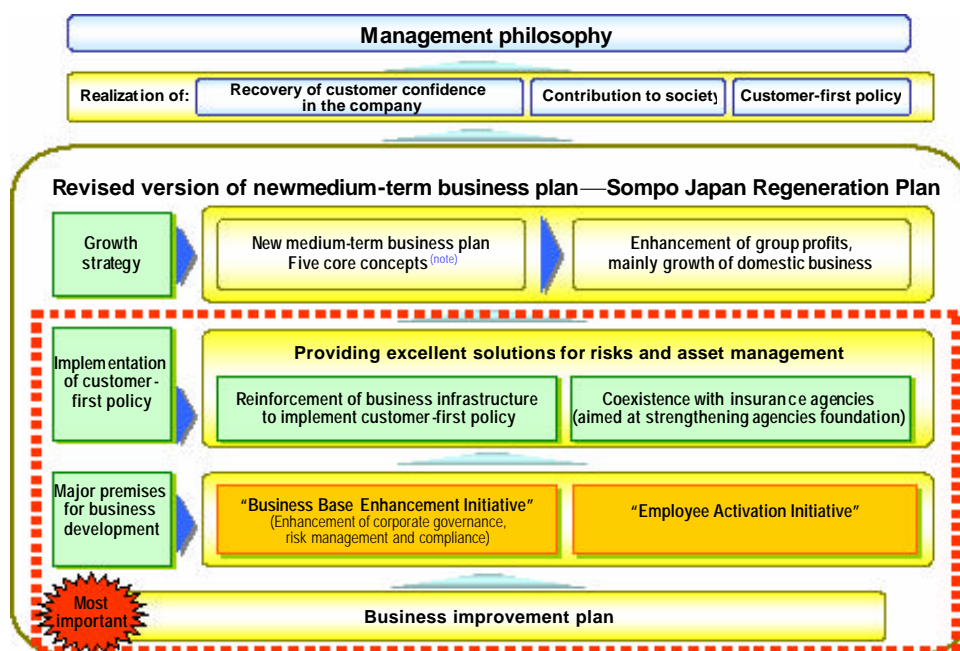 Management philosophy
Realization of:
Recovery of customer confidence
in the company
Contribution to society
Customer-first policy
Revised version of newmedium-term business plan—Sompo Japan Regeneration Plan
Growth
strategy
New medium-term business plan
Five core concepts (note)
Enhancement of group profits,
mainly growth of domestic business
Implementation
of customer-
first policy
Providing excellent solutions for risks and asset management
Reinforcement of business infrastructure
to implement customer-first policy
Coexistence with insurance agencies
(aimed at strengthening agencies foundation)
Major premises
for business
development
“Business Base Enhancement Initiative”
(Enhancement of corporate governance,
risk management and compliance)
“Employee Activation Initiative”
Most
important
Business improvement plan